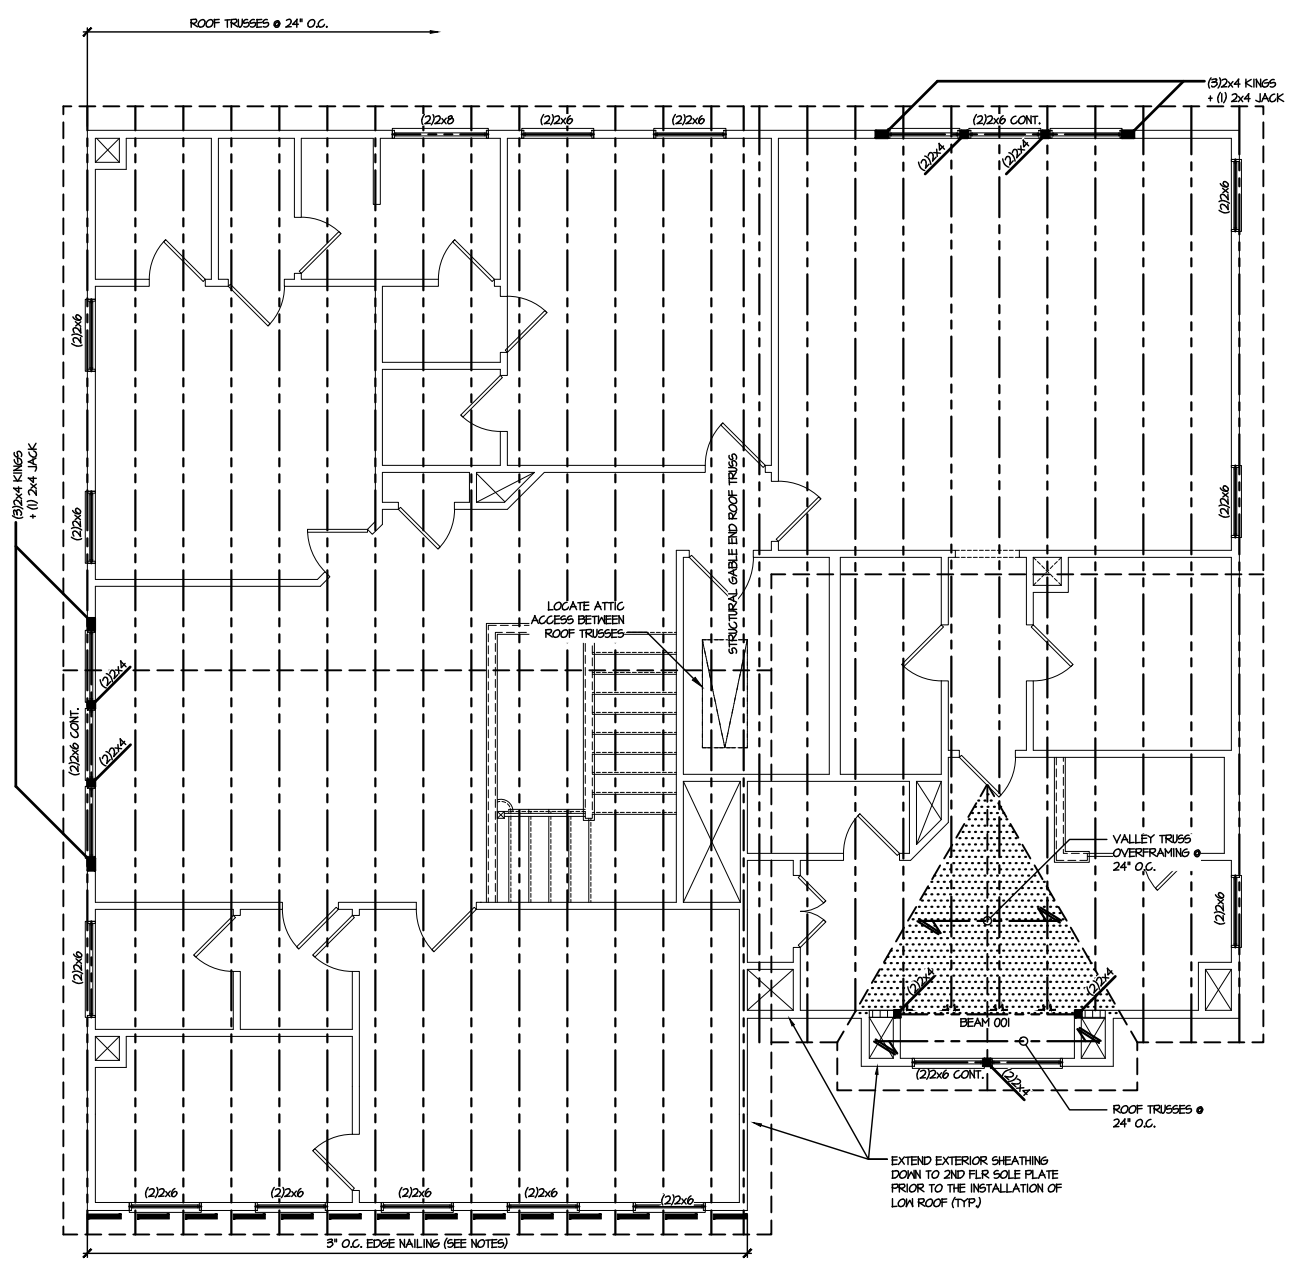 ROOF TRUSSES @ 24" O.C.
(3)2x4 KINGS
+ (1) 2x4 JACK
(2)2x8
(2)2x6
(2)2x6
(2)2x6 CONT.
(2)2x4
(2)2x4
(2)2x6
(2)2x6
(2)2x6
(2)2x6
(3)2x4 KINGS
+ (1) 2x4 JACK
STRUCTURAL GABLE END ROOF TRUSS
LOCATE ATTIC
ACCESS BETWEEN
ROOF TRUSSES
(2)2x4
(2)2x6 CONT.
(2)2x4
VALLEY TRUSS
OVERFRAMING @
24" O.C.
(2)2x6
(2)2x6
(2)2x4
(2)2x4
BEAM 001
(2)2x6 CONT.
(2)2x4
ROOF TRUSSES @
24" O.C.
EXTEND EXTERIOR SHEATHING
DOWN TO 2ND FLR SOLE PLATE
PRIOR TO THE INSTALLATION OF
LOW ROOF (TYP.)
(2)2x6
(2)2x6
(2)2x6
(2)2x6
(2)2x6
3" O.C. EDGE NAILING (SEE NOTES)